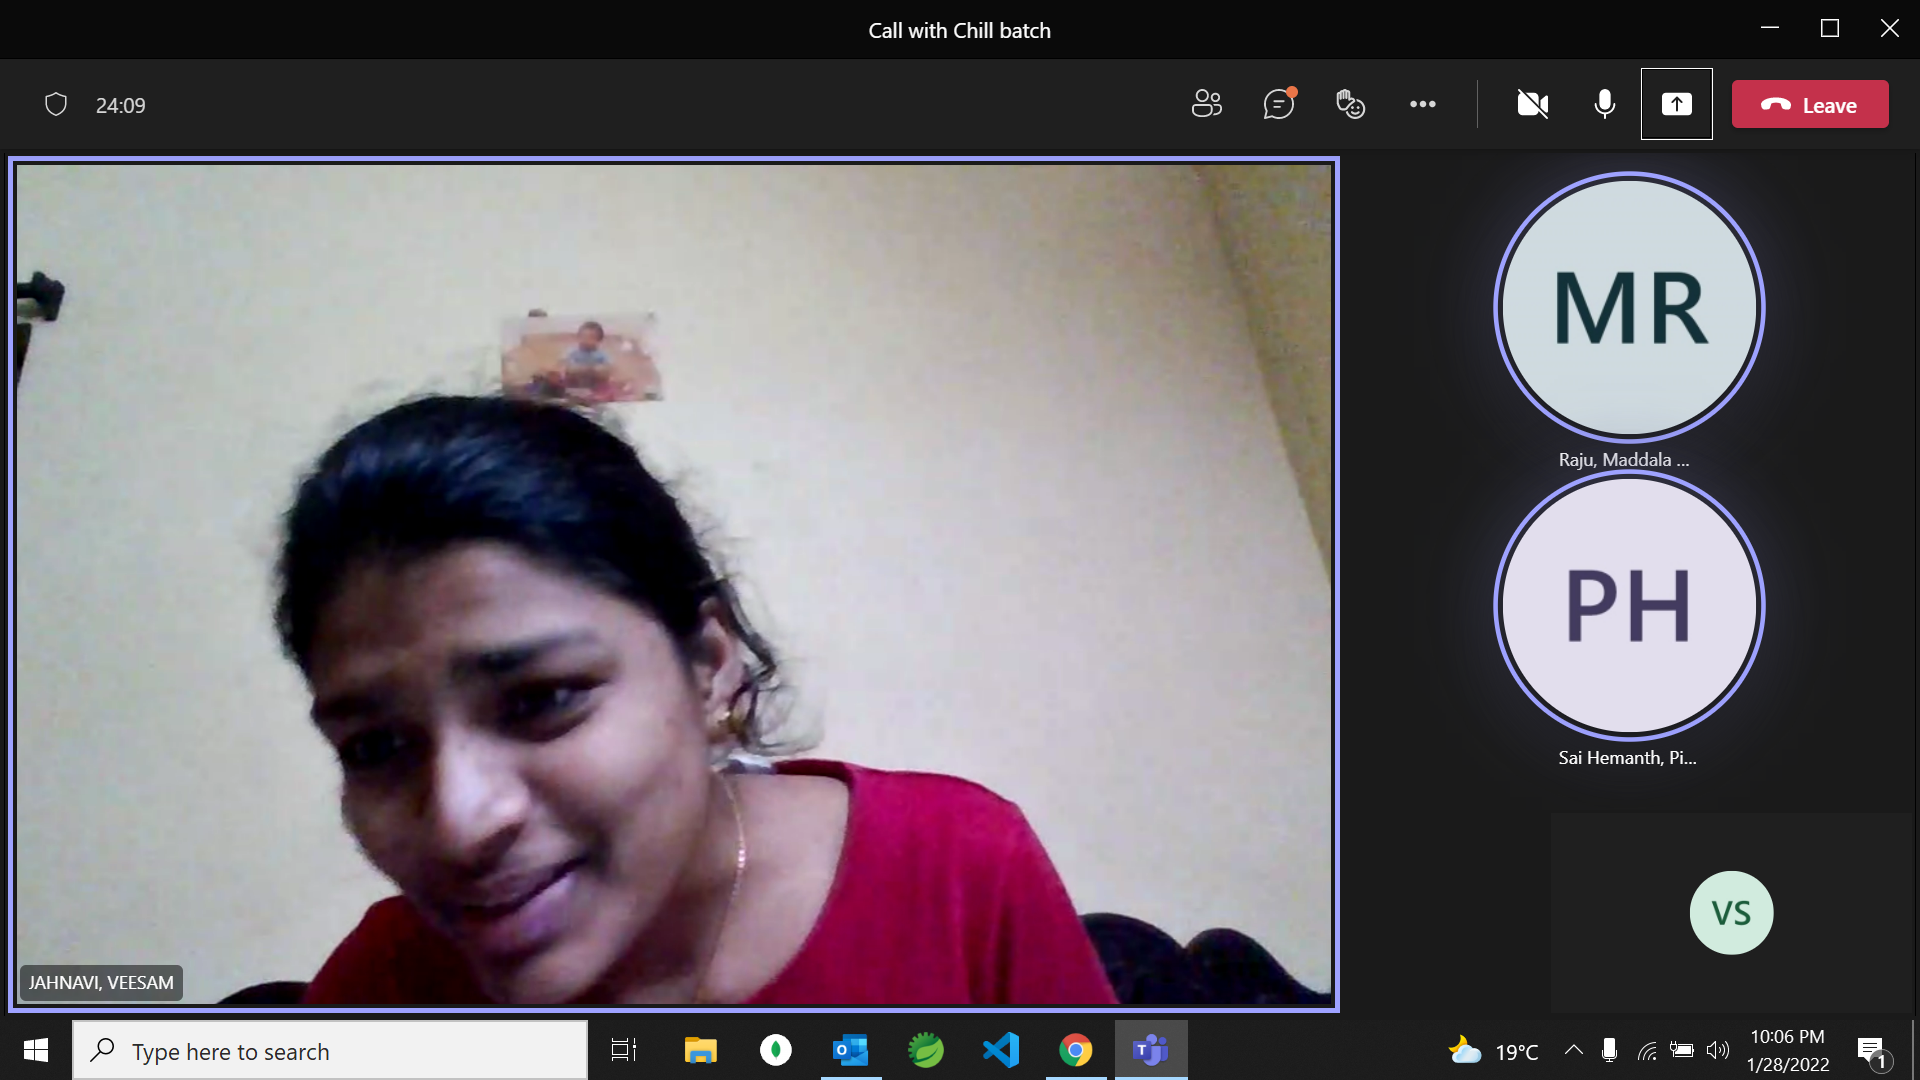 Call with Chill batch
24:09
Leave
MR
Raju, Maddala ...
PH
Sai Hemanth, Pi...
VS
JAHNAVI, VEESAM
Type here to search
19°C
10:06 PM
1/28/2022
1